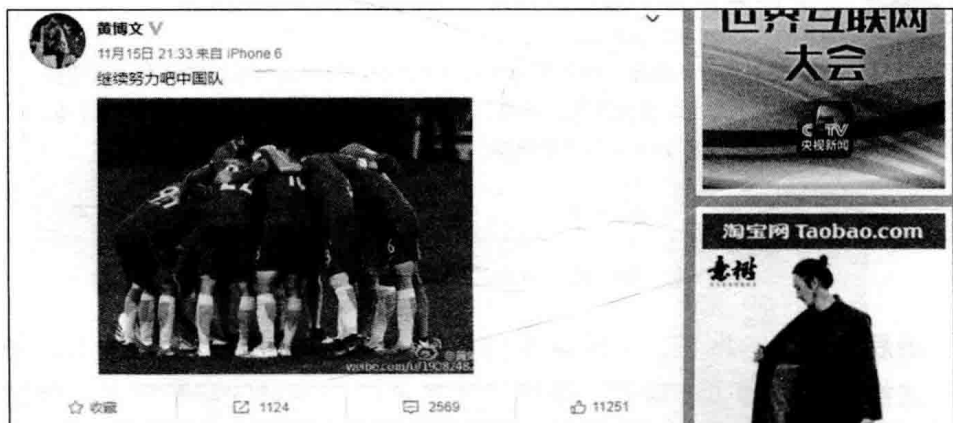 黄博文
11月15日 21:33 来自 iPhone 6
继续努力吧中国队
收藏
1124
2569
11251
世界互联网
大会
CCTV
央视新闻
淘宝网 Taobao.com